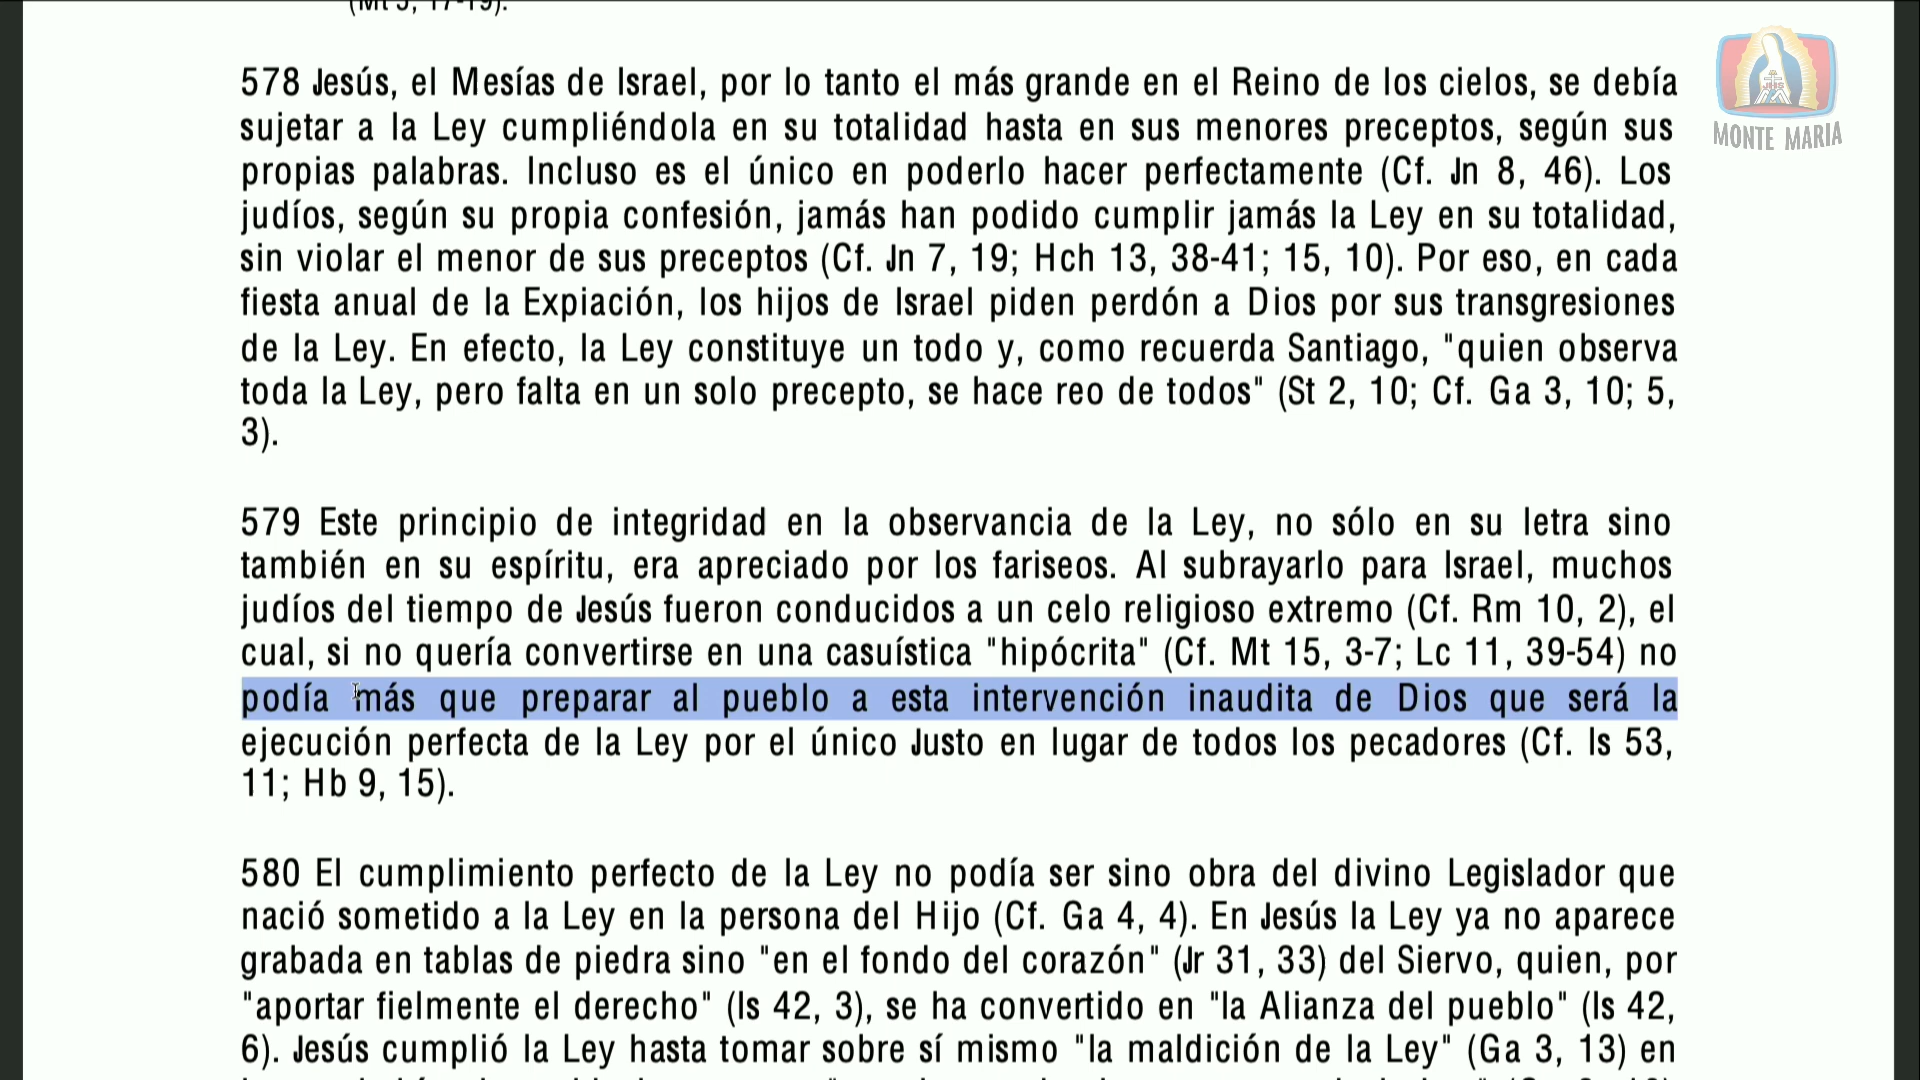 (Mt 5, 17-19).
578 Jesús, el Mesías de Israel, por lo tanto el más grande en el Reino de los cielos, se debía
sujetar a la Ley cumpliéndola en su totalidad hasta en sus menores preceptos, según sus
propias palabras. Incluso es el único en poderlo hacer perfectamente (Cf. Jn 8, 46). Los
judíos, según su propia confesión, jamás han podido cumplir jamás la Ley en su totalidad,
sin violar el menor de sus preceptos (Cf. Jn 7, 19; Hch 13, 38-41; 15, 10). Por eso, en cada
fiesta anual de la Expiación, los hijos de Israel piden perdón a Dios por sus transgresiones
de la Ley. En efecto, la Ley constituye un todo y, como recuerda Santiago, "quien observa
toda la Ley, pero falta en un solo precepto, se hace reo de todos" (St 2, 10; Cf. Ga 3, 10; 5,
3).
579 Este principio de integridad en la observancia de la Ley, no sólo en su letra sino
también en su espíritu, era apreciado por los fariseos. Al subrayarlo para Israel, muchos
judíos del tiempo de Jesús fueron conducidos a un celo religioso extremo (Cf. Rm 10, 2), el
cual, si no quería convertirse en una casuística "hipócrita" (Cf. Mt 15, 3-7; Lc 11, 39-54) no
podía más que preparar al pueblo a esta intervención inaudita de Dios que será la
ejecución perfecta de la Ley por el único Justo en lugar de todos los pecadores (Cf. Is 53,
11; Hb 9, 15).
580 El cumplimiento perfecto de la Ley no podía ser sino obra del divino Legislador que
nació sometido a la Ley en la persona del Hijo (Cf. Ga 4, 4). En Jesús la Ley ya no aparece
grabada en tablas de piedra sino "en el fondo del corazón" (Jr 31, 33) del Siervo, quien, por
"aportar fielmente el derecho" (Is 42, 3), se ha convertido en "la Alianza del pueblo" (Is 42,
6). Jesús cumplió la Ley hasta tomar sobre sí mismo "la maldición de la Ley" (Ga 3, 13) en
JHS
MONTE MARIA